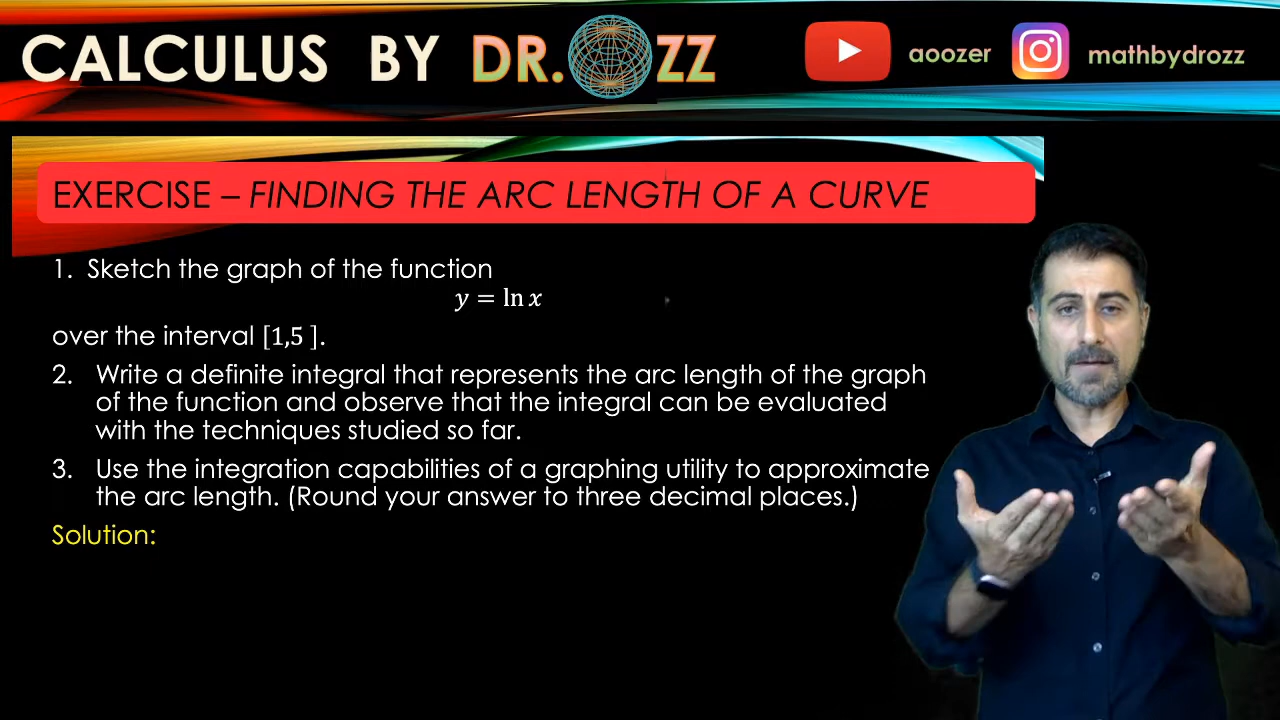 CALCULUS BY DR. ZZ
aoozer
mathbydrozz
EXERCISE – FINDING THE ARC LENGTH OF A CURVE
1. Sketch the graph of the function
y = ln x
over the interval [1,5 ].
2. Write a definite integral that represents the arc length of the graph
of the function and observe that the integral can be evaluated
with the techniques studied so far.
3. Use the integration capabilities of a graphing utility to approximate
the arc length. (Round your answer to three decimal places.)
Solution: